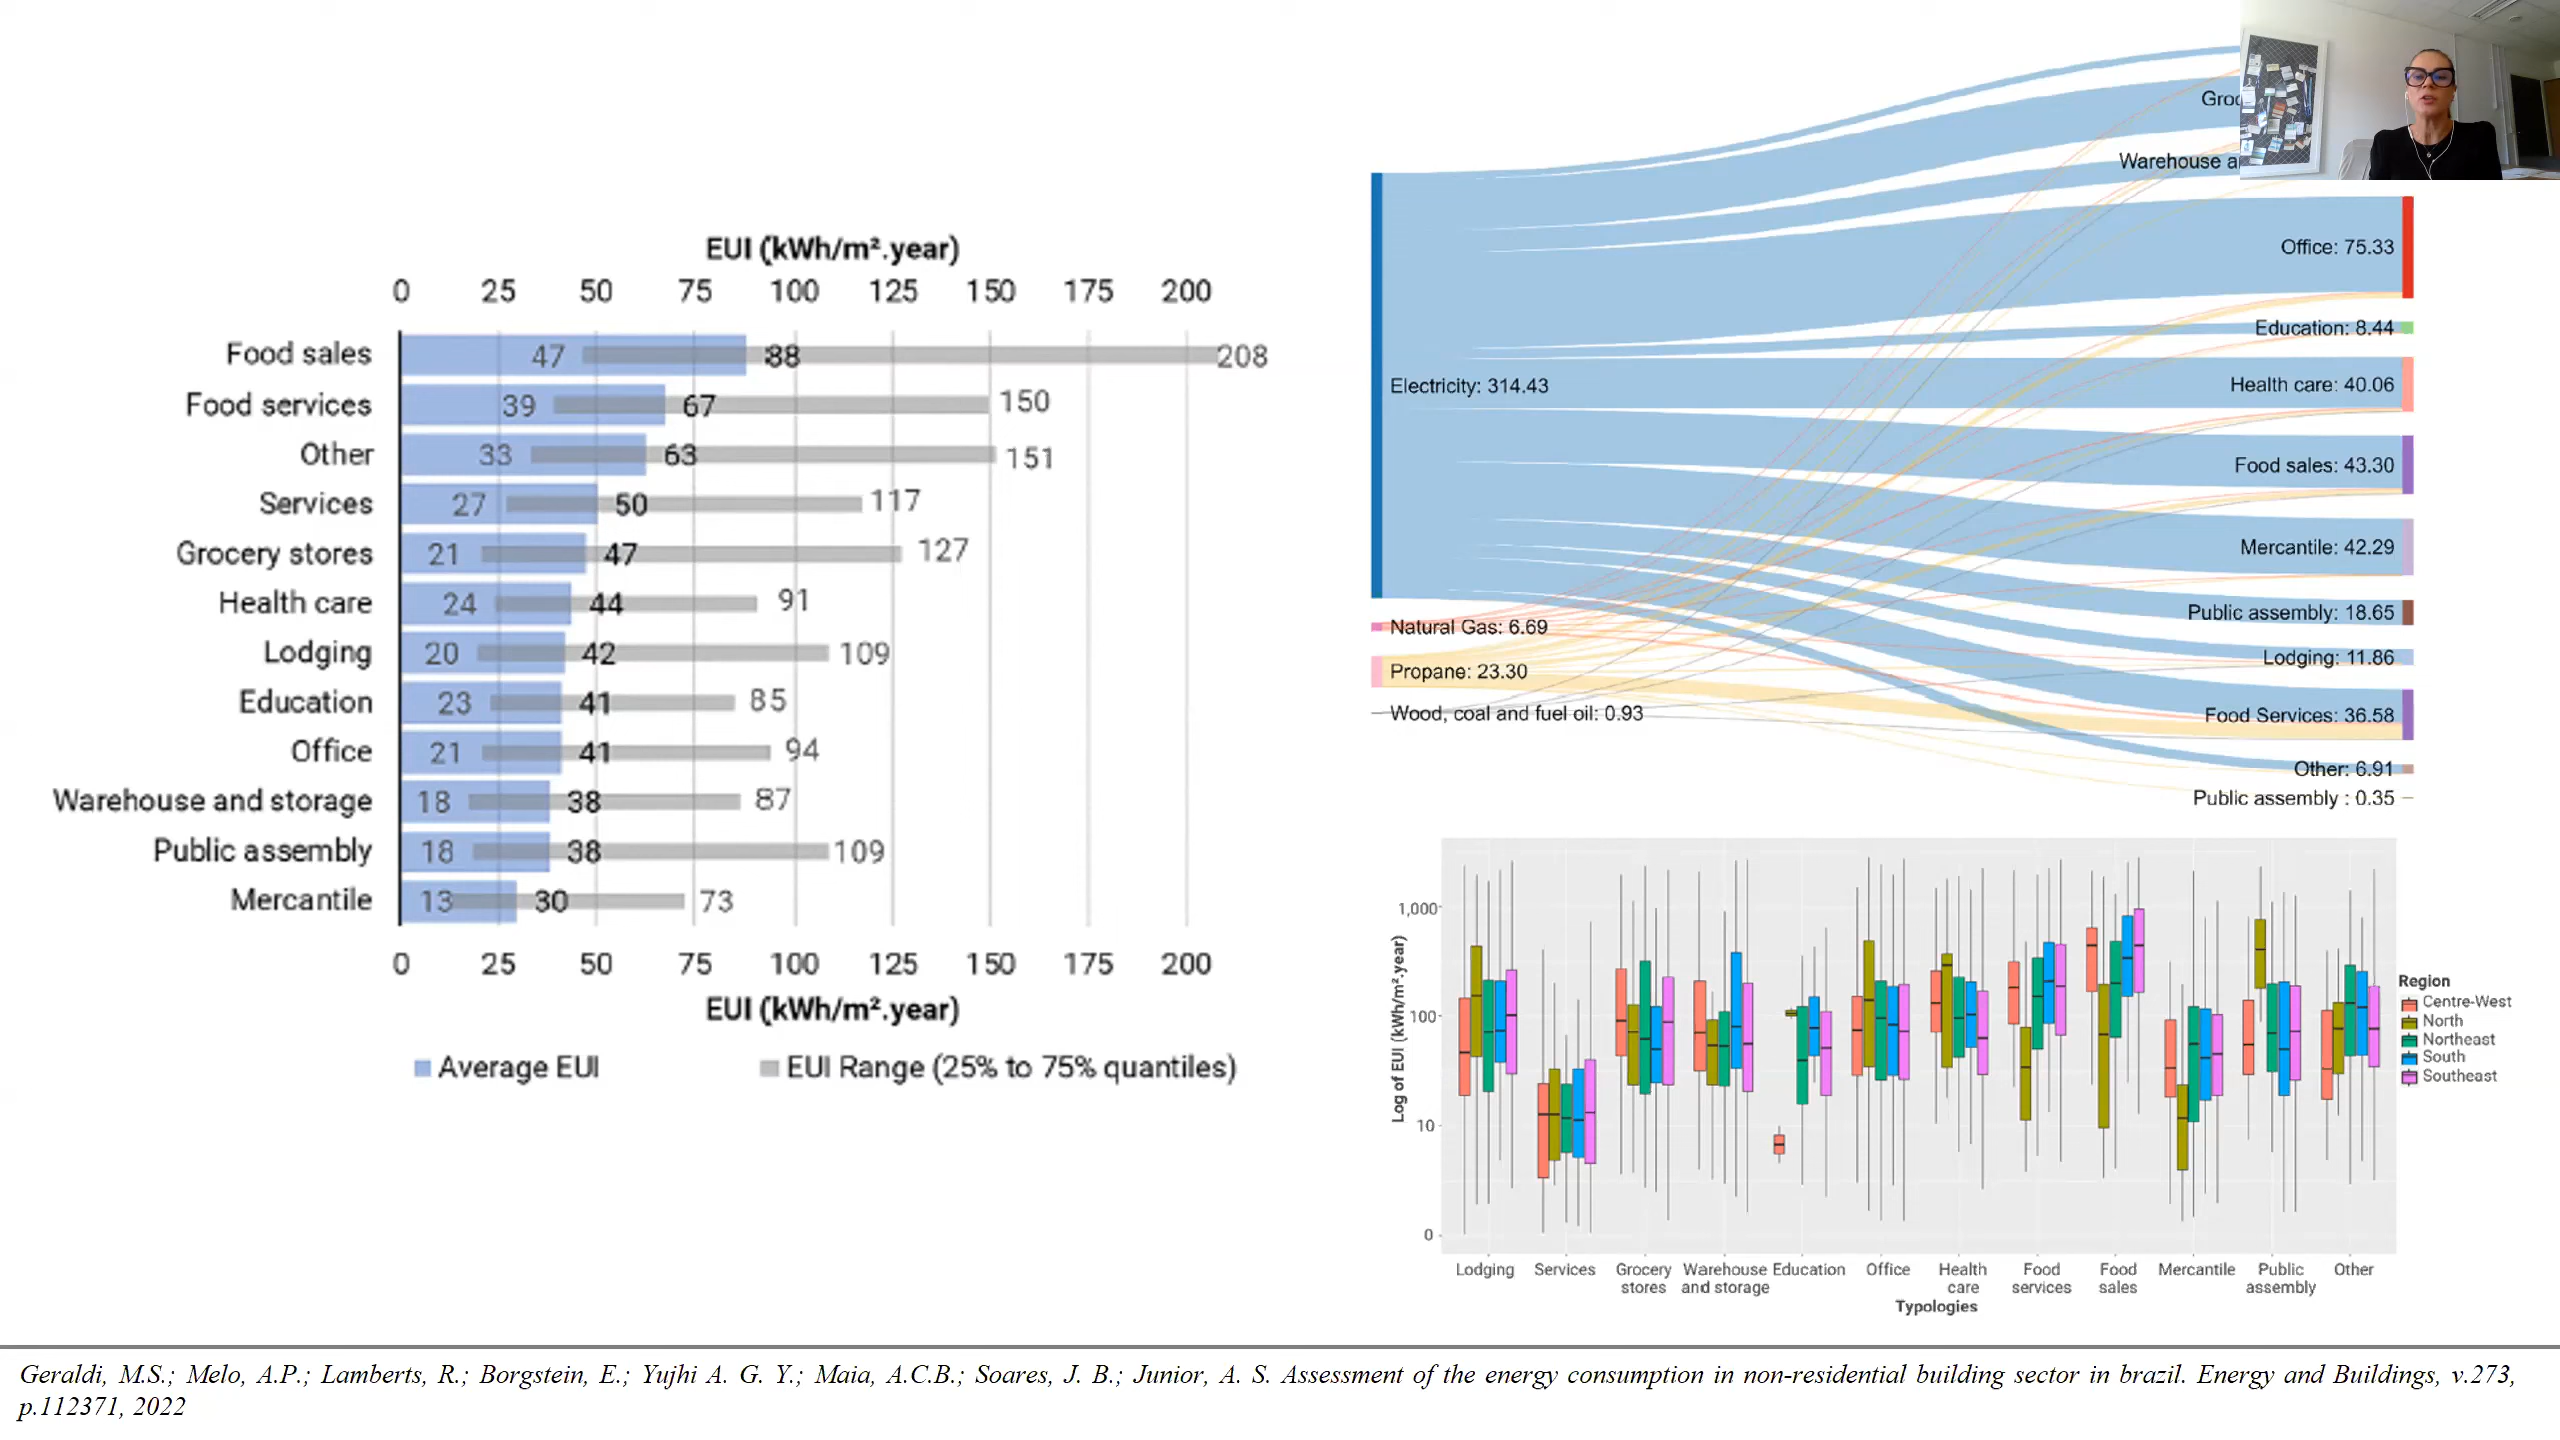 EUI (kWh/m².year)
0 25 50 75 100 125 150 175 200
Food sales 47 88 208
Food services 39 67 150
Other 33 63 151
Services 27 50 117
Grocery stores 21 47 127
Health care 24 44 91
Lodging 20 42 109
Education 23 41 85
Office 21 41 94
Warehouse and storage 18 38 87
Public assembly 18 38 109
Mercantile 13 30 73
0 25 50 75 100 125 150 175 200
EUI (kWh/m².year)
Average EUI EUI Range (25% to 75% quantiles)
Warehouse
Office: 75.33
Education: 8.44
Electricity: 314.43
Health care: 40.06
Food sales: 43.30
Mercantile: 42.29
Public assembly: 18.65
Natural Gas: 6.69
Lodging: 11.86
Propane: 23.30
Wood, coal and fuel oil: 0.93
Food Services: 36.58
Other: 6.91
Public assembly : 0.35
Log of EUI (kWh/m².year)
1,000
100
10
0
Lodging Services Grocery Warehouse Education Office Health Food Food Mercantile Public Other
stores and storage care services sales assembly
Typologies
Region
Centre-West
North
Northeast
South
Southeast
Geraldi, M.S.; Melo, A.P.; Lamberts, R.; Borgstein, E.; Yujhi A. G. Y.; Maia, A.C.B.; Soares, J. B.; Junior, A. S. Assessment of the energy consumption in non-residential building sector in brazil. Energy and Buildings, v.273,
p.112371, 2022